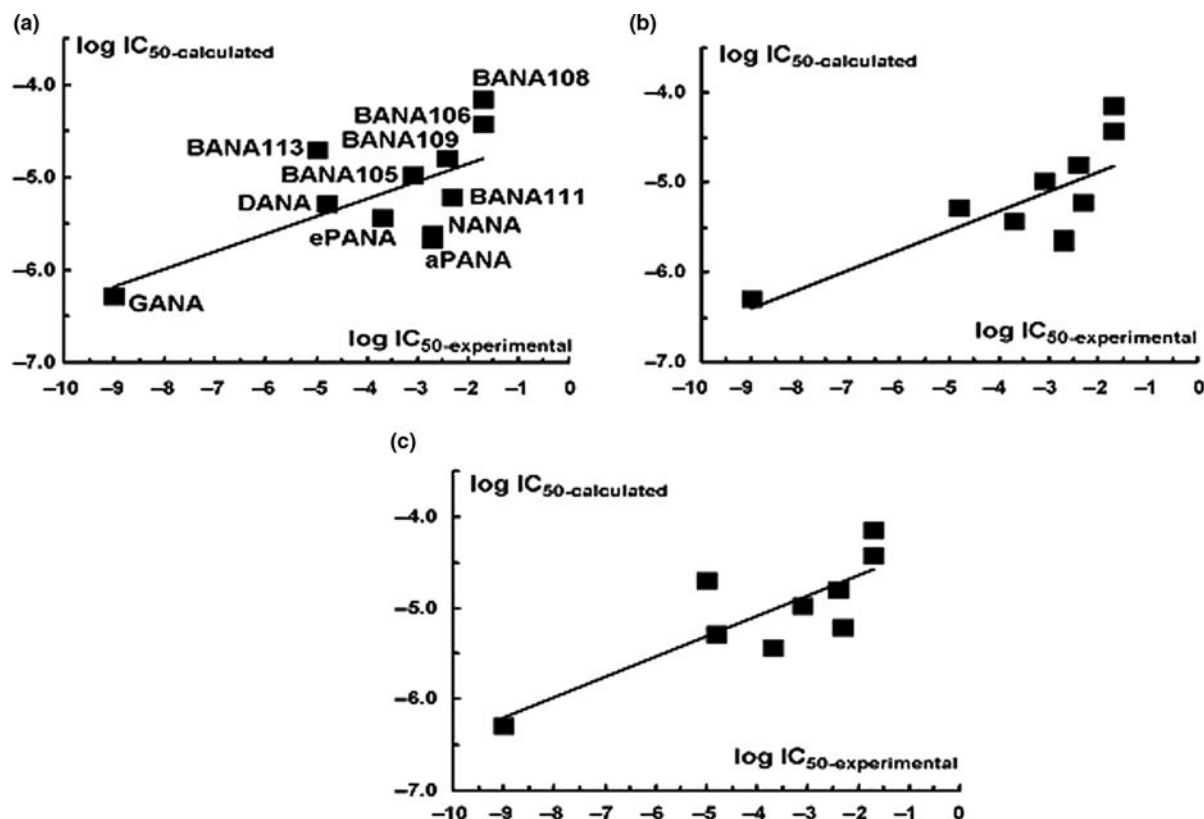 (a)
log IC50-calculated
−4.0
−5.0
−6.0
−7.0
BANA108
BANA106
BANA109
BANA113
BANA105
BANA111
DANA
NANA
ePANA
aPANA
GANA
log IC50-experimental
−10 −9 −8 −7 −6 −5 −4 −3 −2 −1 0
(b)
log IC50-calculated
−4.0
−5.0
−6.0
−7.0
log IC50-experimental
−10 −9 −8 −7 −6 −5 −4 −3 −2 −1 0
(c)
log IC50-calculated
−4.0
−5.0
−6.0
−7.0
log IC50-experimental
−10 −9 −8 −7 −6 −5 −4 −3 −2 −1 0